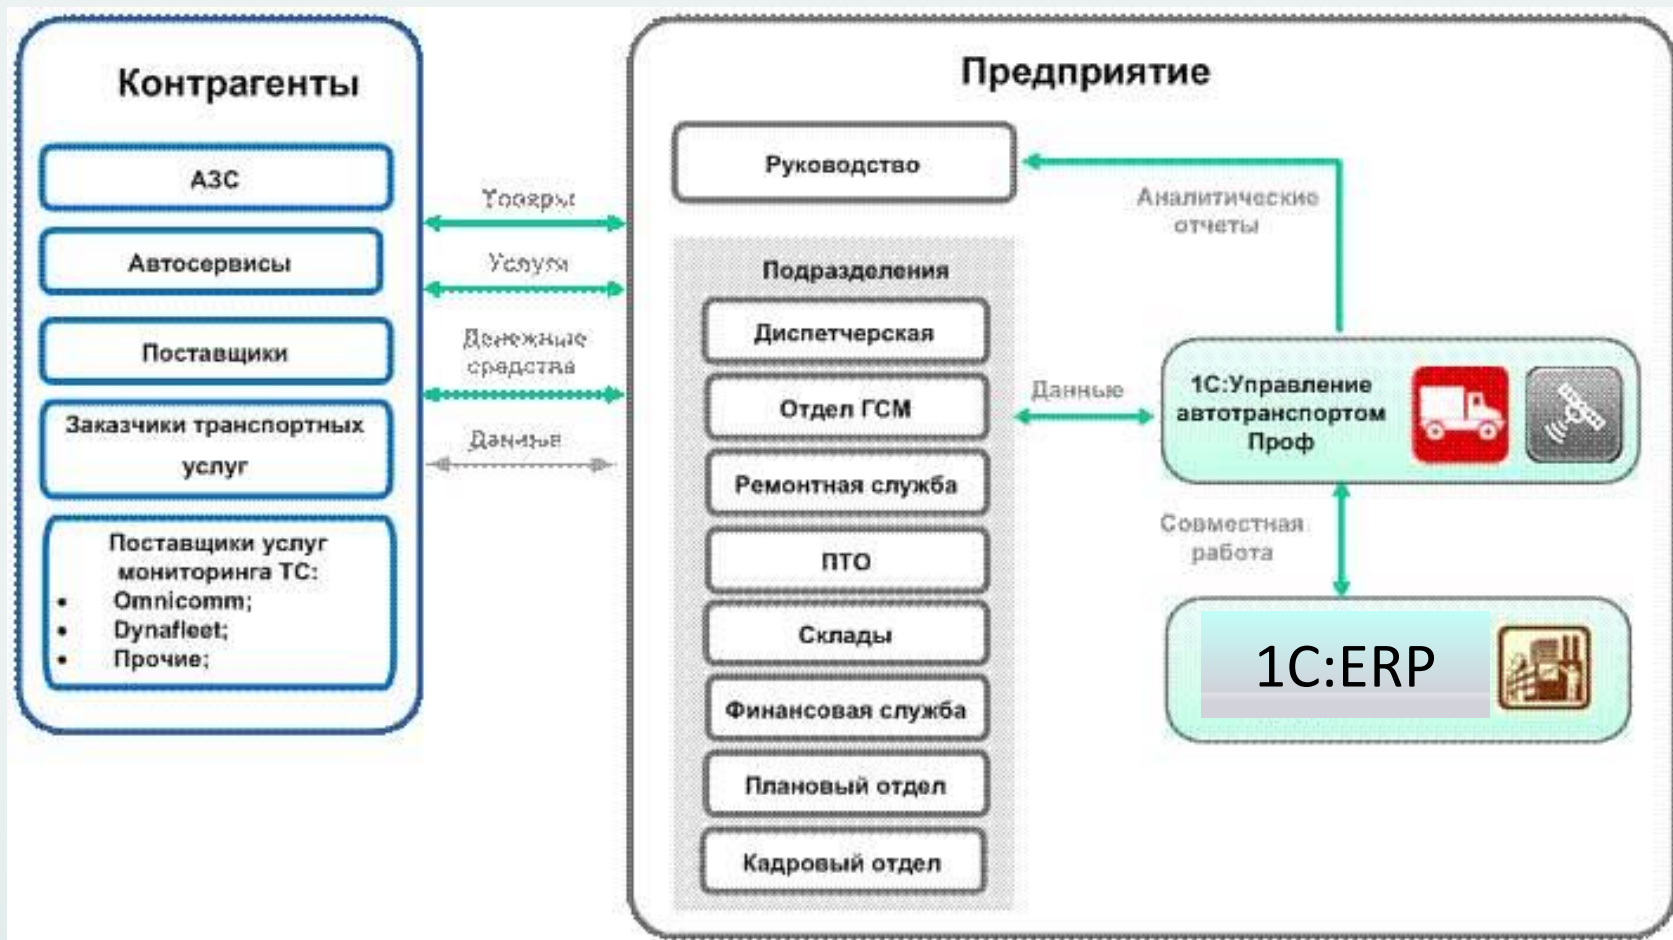 Контрагенты
АЗС
Автосервисы
Поставщики
Заказчики транспортных
услуг
Поставщики услуг
мониторинга ТС:
• Omnicomm;
• Dynafleet;
• Прочие;
Товары
Услуги
Денежные
средства
Данные
Предприятие
Руководство
Подразделения
Диспетчерская
Отдел ГСМ
Ремонтная служба
ПТО
Склады
Финансовая служба
Плановый отдел
Кадровый отдел
Аналитические
отчеты
Данные
1С:Управление
автотранспортом
Проф
Совместная
работа
1С:ERP